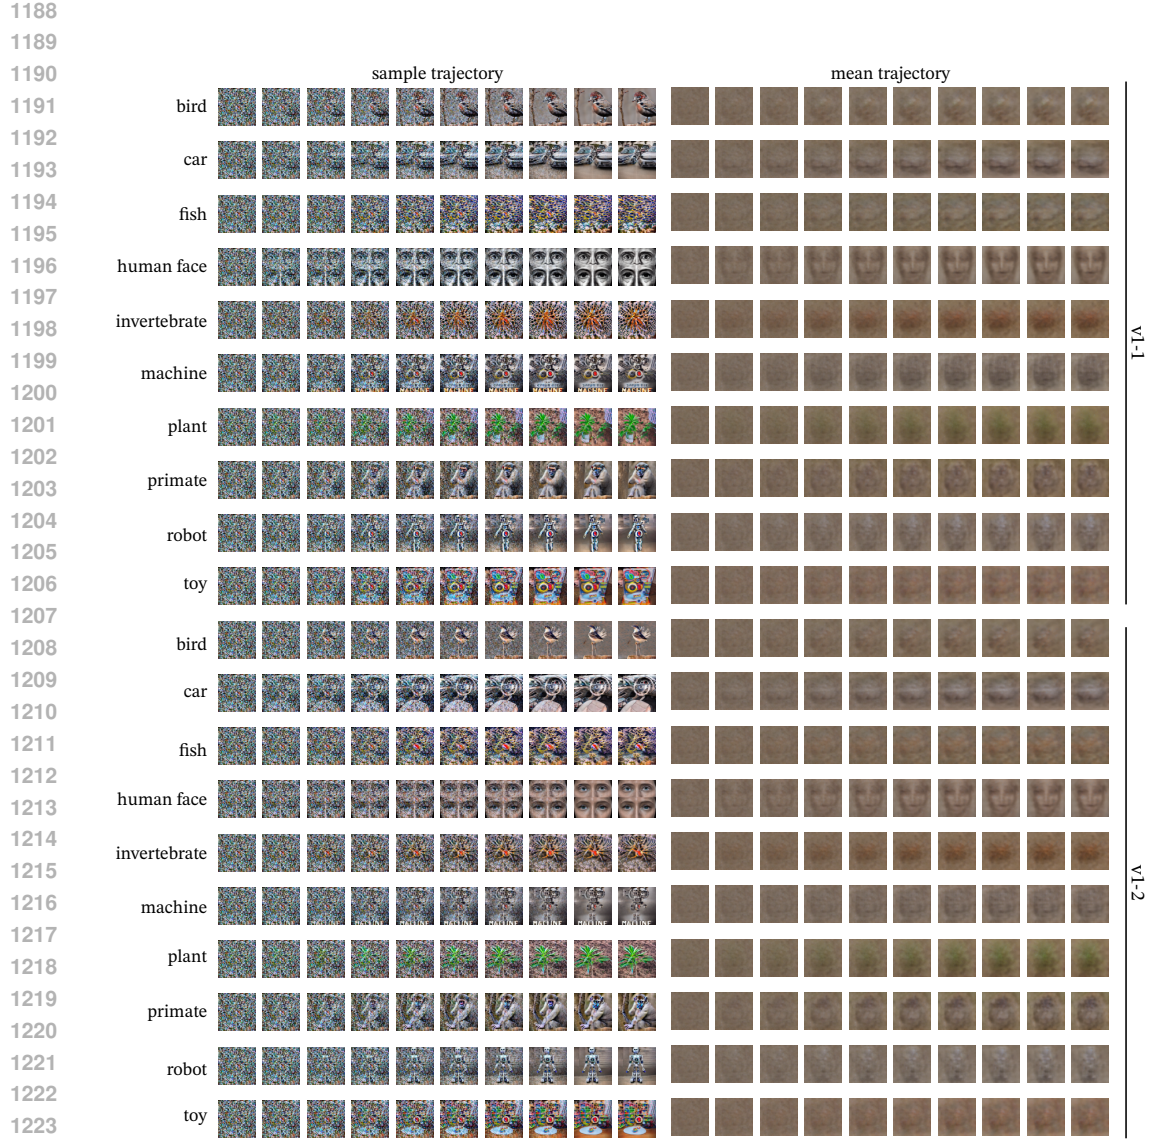 1188
1189
1190
sample trajectory mean trajectory
1191
bird
1192
car
1193
1194
fish
1195
1196
human face
1197
1198
invertebrate
1199
machine
1200
1201
plant
1202
primate
1203
1204
robot
1205
1206
toy
v1-1
1207
1208
bird
1209
car
1210
1211
fish
1212
human face
1213
1214
invertebrate
1215
1216
machine
1217
plant
1218
1219
primate
1220
1221
robot
1222
toy
1223
v1-2
MACHINE